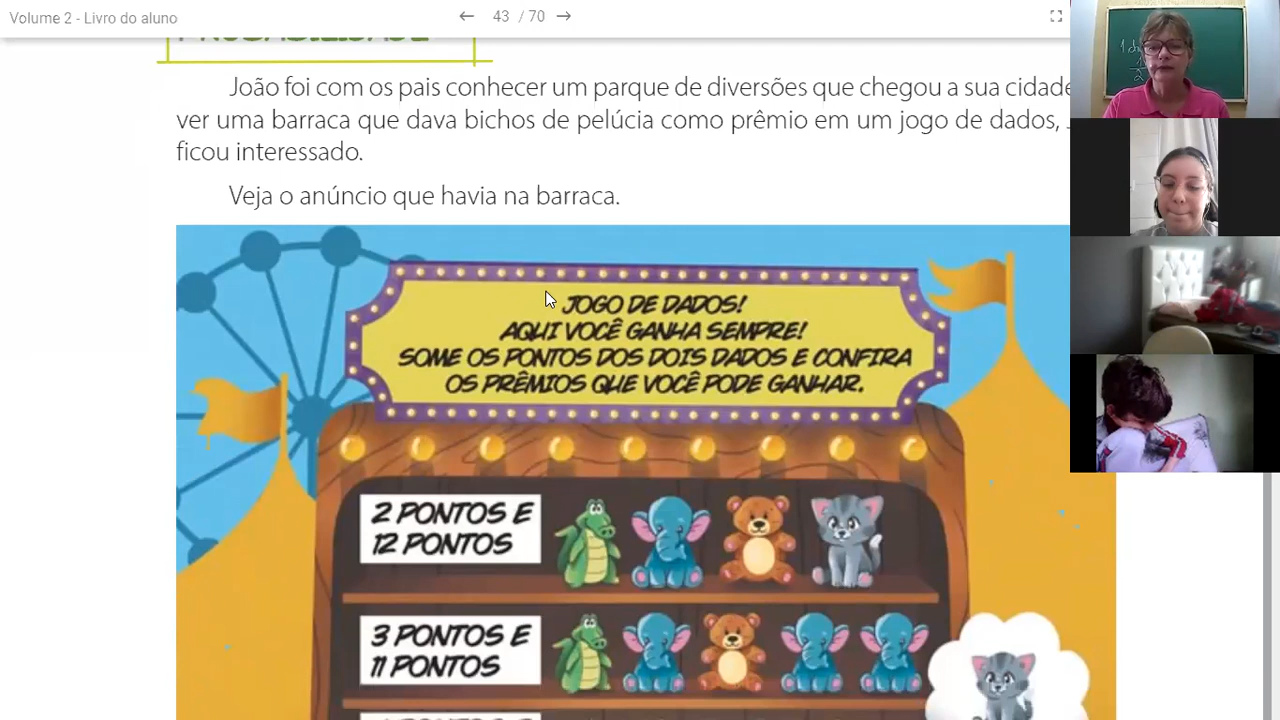 Volume 2 - Livro do aluno
43 / 70
PROBABILIDADE
João foi com os pais conhecer um parque de diversões que chegou a sua cidade
ver uma barraca que dava bichos de pelúcia como prêmio em um jogo de dados,
ficou interessado.
Veja o anúncio que havia na barraca.
JOGO DE DADOS!
AQUI VOCÊ GANHA SEMPRE!
SOME OS PONTOS DOS DOIS DADOS E CONFIRA
OS PRÊMIOS QUE VOCÊ PODE GANHAR.
2 PONTOS E
12 PONTOS
3 PONTOS E
11 PONTOS